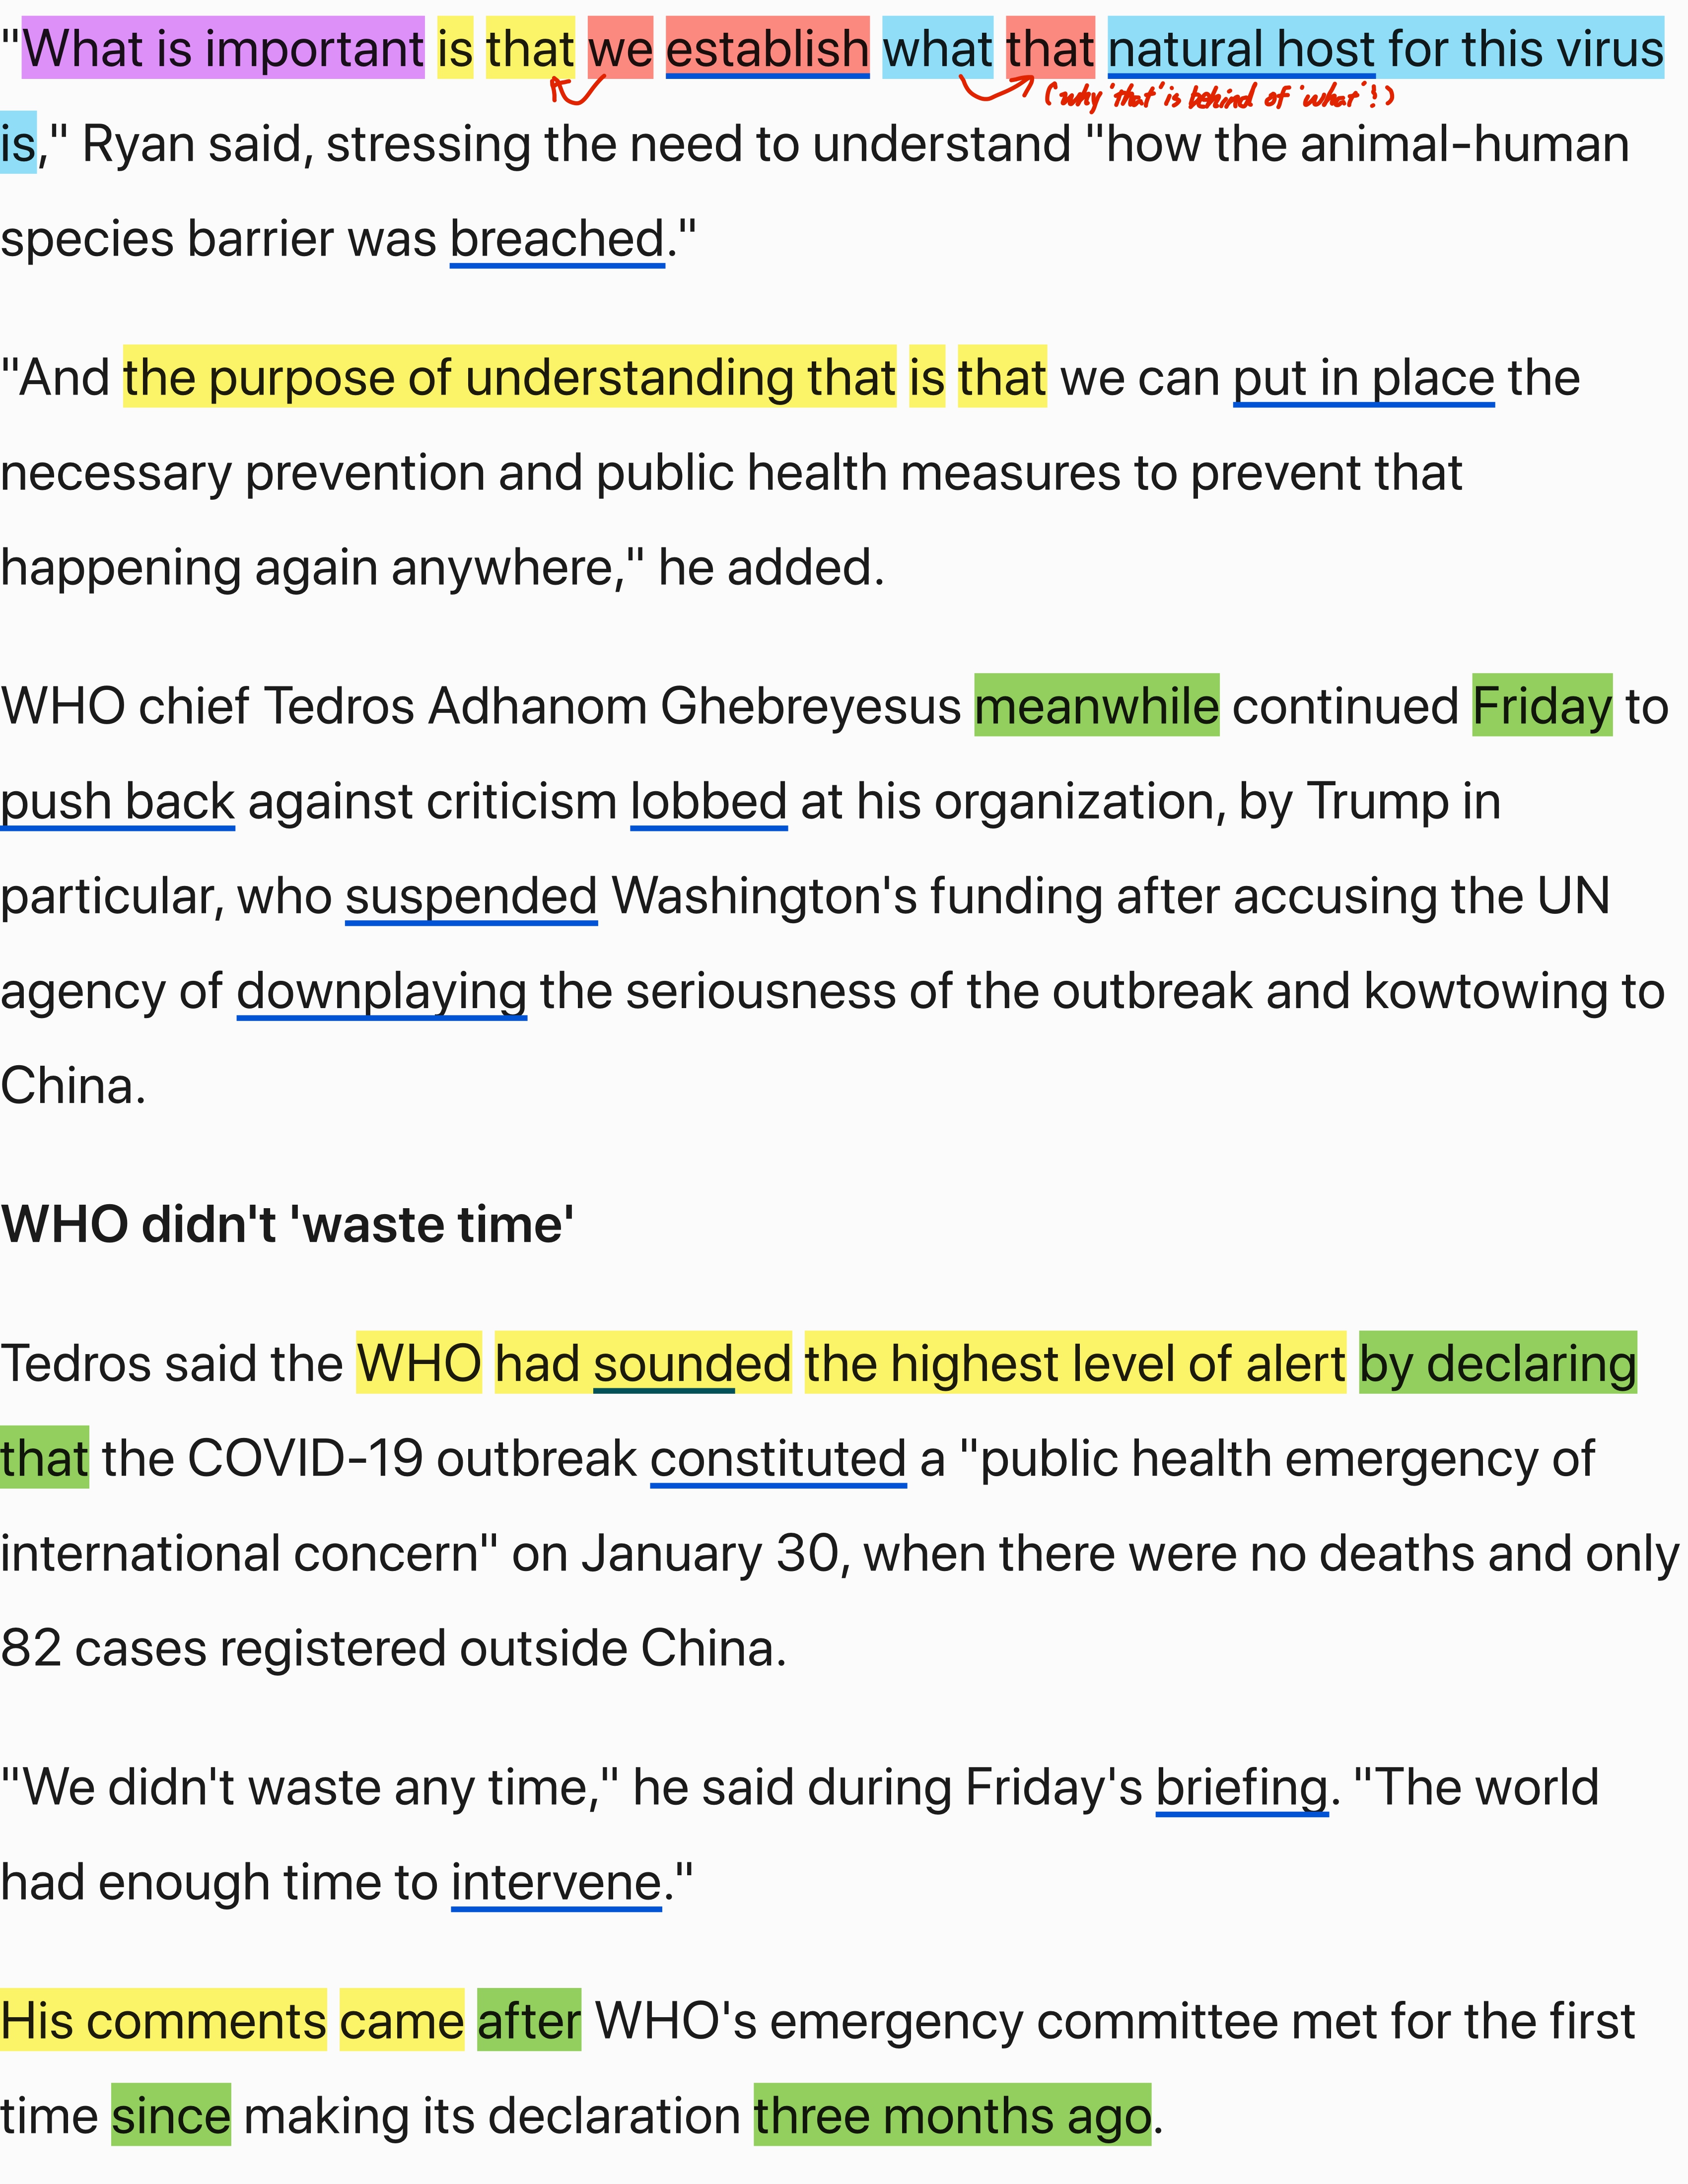 "What is important is that we establish what that natural host for this virus
(why 'that' is behind of 'what'!)
is," Ryan said, stressing the need to understand "how the animal-human
species barrier was breached."
"And the purpose of understanding that is that we can put in place the
necessary prevention and public health measures to prevent that
happening again anywhere," he added.
WHO chief Tedros Adhanom Ghebreyesus meanwhile continued Friday to
push back against criticism lobbed at his organization, by Trump in
particular, who suspended Washington's funding after accusing the UN
agency of downplaying the seriousness of the outbreak and kowtowing to
China.
WHO didn't 'waste time'
Tedros said the WHO had sounded the highest level of alert by declaring
that the COVID-19 outbreak constituted a "public health emergency of
international concern" on January 30, when there were no deaths and only
82 cases registered outside China.
"We didn't waste any time," he said during Friday's briefing. "The world
had enough time to intervene."
His comments came after WHO's emergency committee met for the first
time since making its declaration three months ago.